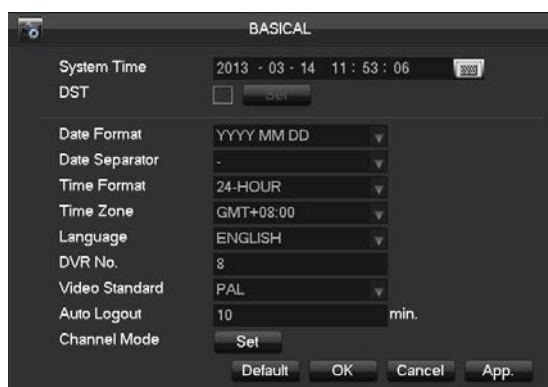 BASICAL
System Time 2013 - 03 - 14 11 : 53 : 06
DST Set
Date Format YYYY MM DD
Date Separator -
Time Format 24-HOUR
Time Zone GMT+08:00
Language ENGLISH
DVR No. 8
Video Standard PAL
Auto Logout 10 min.
Channel Mode Set
Default OK Cancel App.